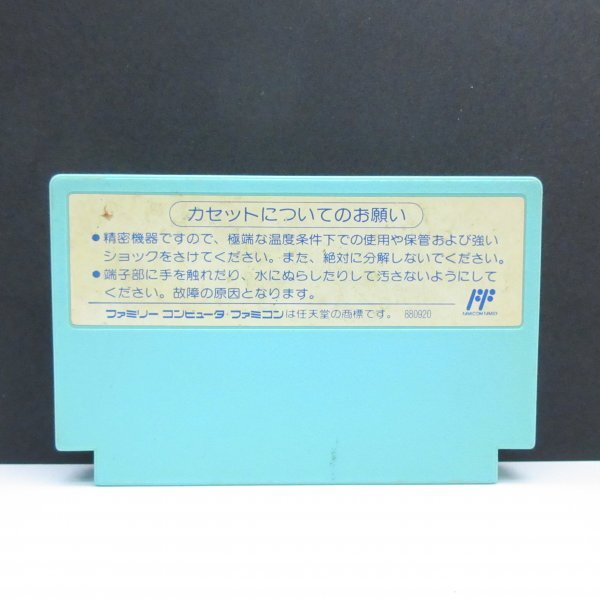 カセットについてのお願い
●精密機器ですので、極端な温度条件下での使用や保管および強い
ショックをさけてください。また、絶対に分解しないでください。
●端子部に手を触れたり、水にぬらしたりして汚さないようにして
ください。故障の原因となります。
ファミリーコンピュータ・ファミコンは任天堂の商標です。 880920
FF